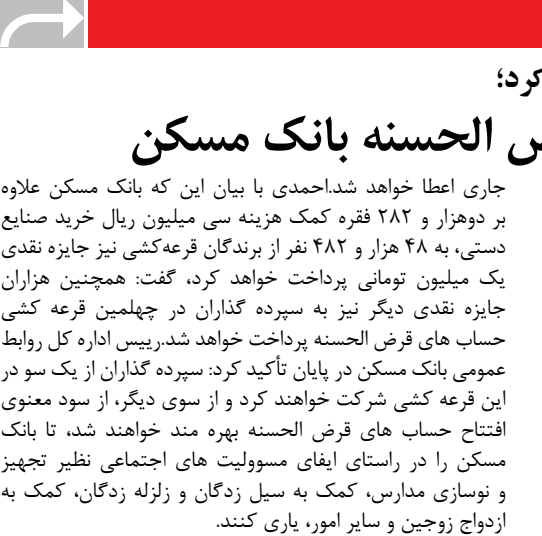 کرد؛
الحسنه بانک مسکن
جاری اعطا خواهد شد.احمدی با بیان این که بانک مسکن علاوه
بر دوهزار و ۲۸۲ فقره کمک هزینه سی میلیون ریال خرید صنایع
دستی، به ۴۸ هزار و ۴۸۲ نفر از برندگان قرعه‌کشی نیز جایزه نقدی
یک میلیون تومانی پرداخت خواهد کرد، گفت: همچنین هزاران
جایزه نقدی دیگر نیز به سپرده گذاران در چهلمین قرعه کشی
حساب های قرض الحسنه پرداخت خواهد شد.رییس اداره کل روابط
عمومی بانک مسکن در پایان تأکید کرد: سپرده گذاران از یک سو در
این قرعه کشی شرکت خواهند کرد و از سوی دیگر، از سود معنوی
افتتاح حساب های قرض الحسنه بهره مند خواهند شد، تا بانک
مسکن را در راستای ایفای مسوولیت های اجتماعی نظیر تجهیز
و نوسازی مدارس، کمک به سیل زدگان و زلزله زدگان، کمک به
ازدواج زوجین و سایر امور، یاری کنند.